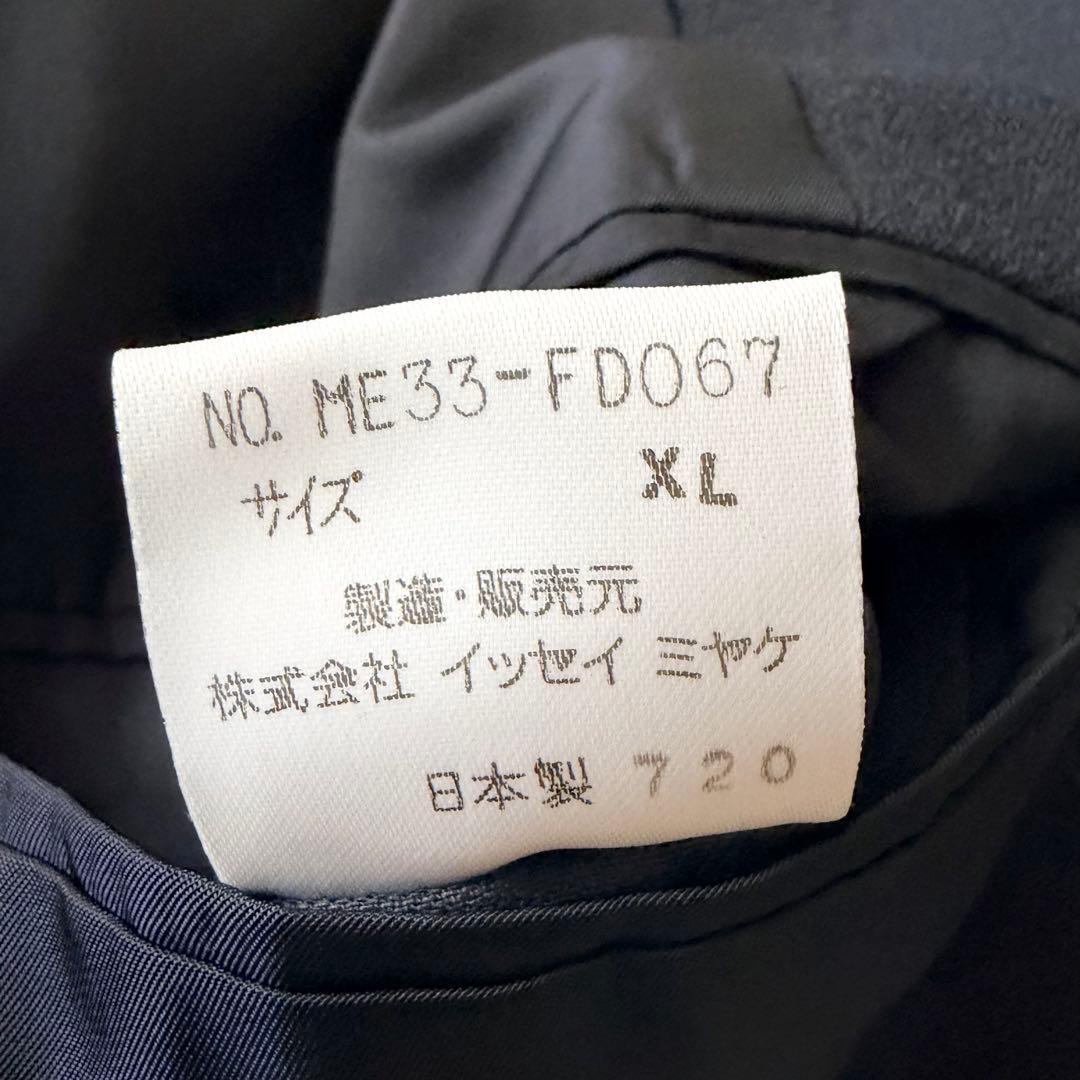 NO. ME33-FD067
サイズ XL
製造・販売元
株式会社 イッセイ ミヤケ
日本製 720